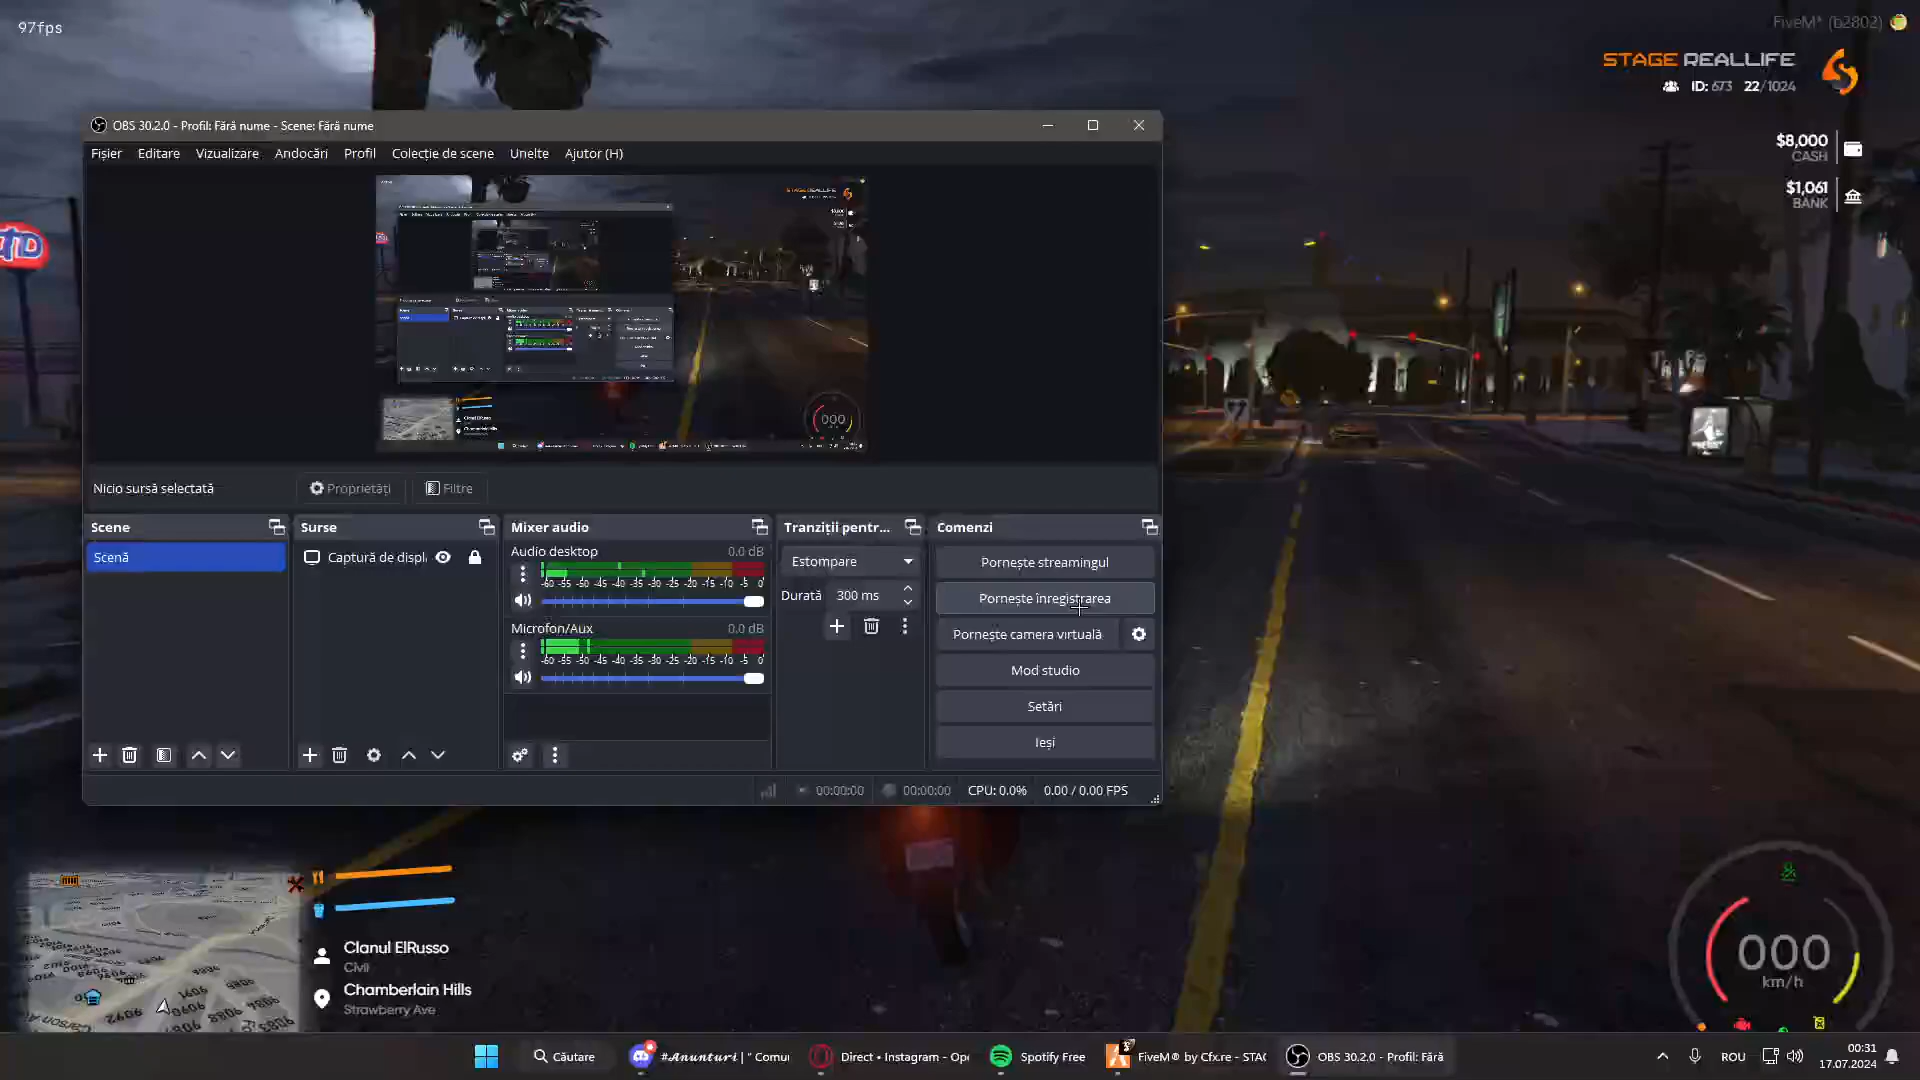 97fps
FiveM* (b2802)
STAGE REALLIFE
ID: 673 22/1024
$8,000
CASH
$1,061
BANK
OBS 30.2.0 - Profil: Fără nume - Scene: Fără nume
Fișier Editare Vizualizare Andocări Profil Colecție de scene Unelte Ajutor (H)
000
Nicio sursă selectată Proprietăți Filtre
Scene Surse Mixer audio Tranziții pentr... Comenzi
Scenă
Captură de displ
Audio desktop 0.0 dB
-60 -55 -50 -45 -40 -35 -30 -25 -20 -15 -10 -5 0
Microfon/Aux 0.0 dB
-60 -55 -50 -45 -40 -35 -30 -25 -20 -15 -10 -5 0
Estompare
Durată 300 ms
Pornește streamingul
Pornește înregistrarea
Pornește camera virtuală
Mod studio
Setări
Ieși
00:00:00 00:00:00 CPU: 0.0% 0.00 / 0.00 FPS
Clanul ElRusso
Civil
Chamberlain Hills
Strawberry Ave
000
km/h
Căutare
#Anunturi | " Comu
Direct • Instagram - Ope
Spotify Free
FiveM® by Cfx.re - STAG
OBS 30.2.0 - Profil: Fără
ROU
00:31
17.07.2024